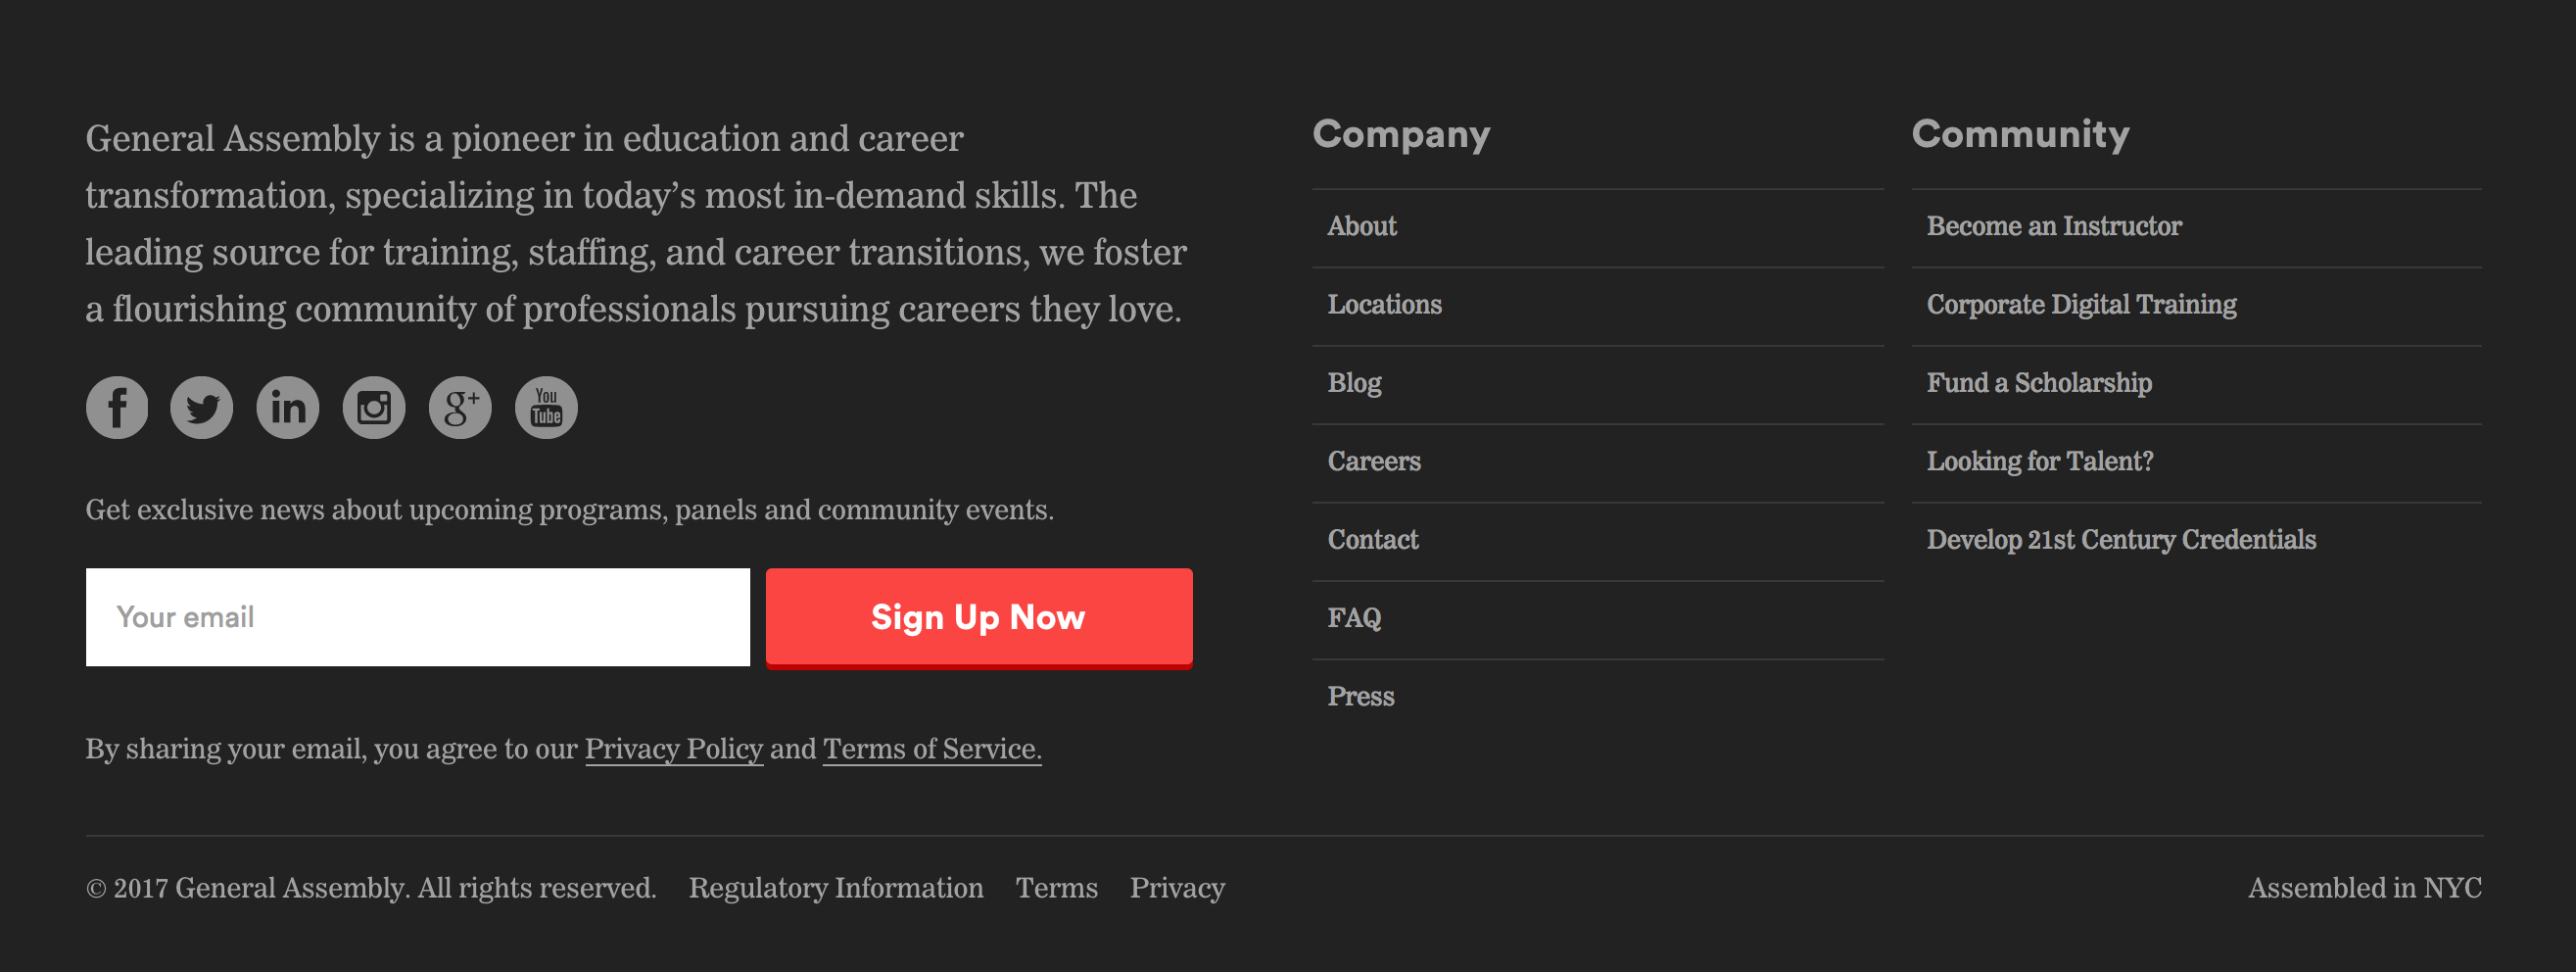 General Assembly is a pioneer in education and career
transformation, specializing in today’s most in-demand skills. The
leading source for training, staffing, and career transitions, we foster
a flourishing community of professionals pursuing careers they love.
f
in
g+
You
Tube
Get exclusive news about upcoming programs, panels and community events.
Your email
Sign Up Now
By sharing your email, you agree to our Privacy Policy and Terms of Service.
Company
About
Locations
Blog
Careers
Contact
FAQ
Press
Community
Become an Instructor
Corporate Digital Training
Fund a Scholarship
Looking for Talent?
Develop 21st Century Credentials
© 2017 General Assembly. All rights reserved. Regulatory Information Terms Privacy
Assembled in NYC